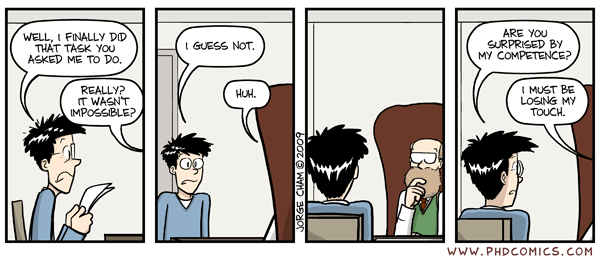 WELL, I FINALLY DID
THAT TASK YOU
ASKED ME TO DO.
REALLY?
IT WASN'T
IMPOSSIBLE?
I GUESS NOT.
HUH.
JORGE CHAM © 2009
ARE YOU
SURPRISED BY
MY COMPETENCE?
I MUST BE
LOSING MY
TOUCH.
WWW.PHDCOMICS.COM